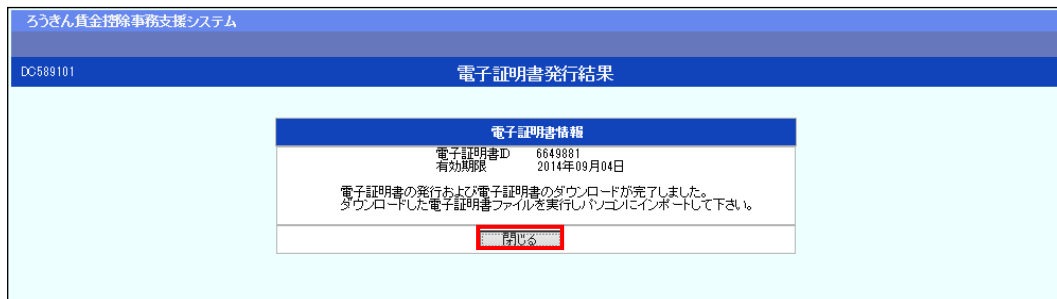 ろうきん賃金控除事務支援システム
DC589101
電子証明書発行結果
電子証明書情報
電子証明書ID 6649881
有効期限 2014年09月04日
電子証明書の発行および電子証明書のダウンロードが完了しました。
ダウンロードした電子証明書ファイルを実行しパソコンにインポートして下さい。
閉じる